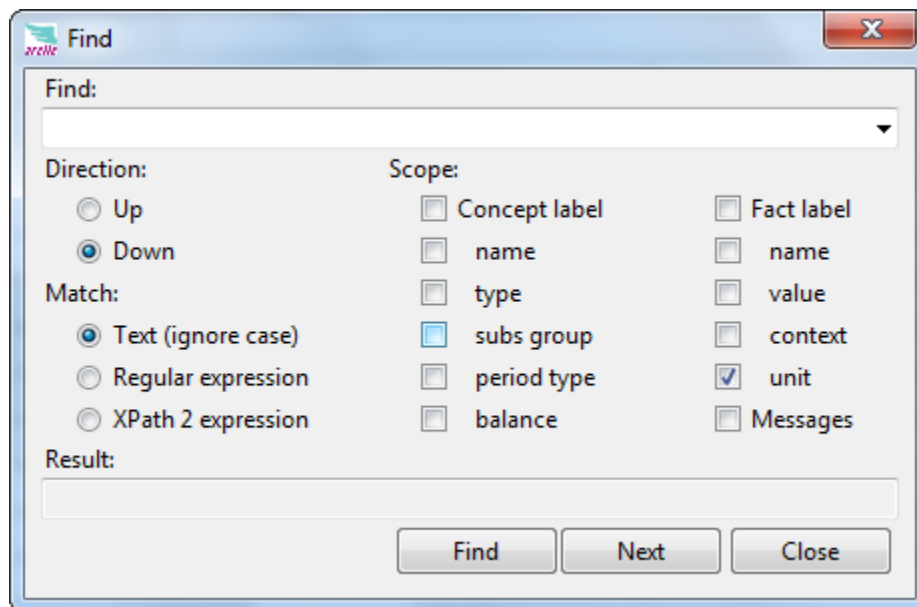 arelle Find X
Find:
Direction: Scope:
Up Concept label Fact label
Down name name
Match: type value
Text (ignore case) subs group context
Regular expression period type unit
XPath 2 expression balance Messages
Result:
Find Next Close